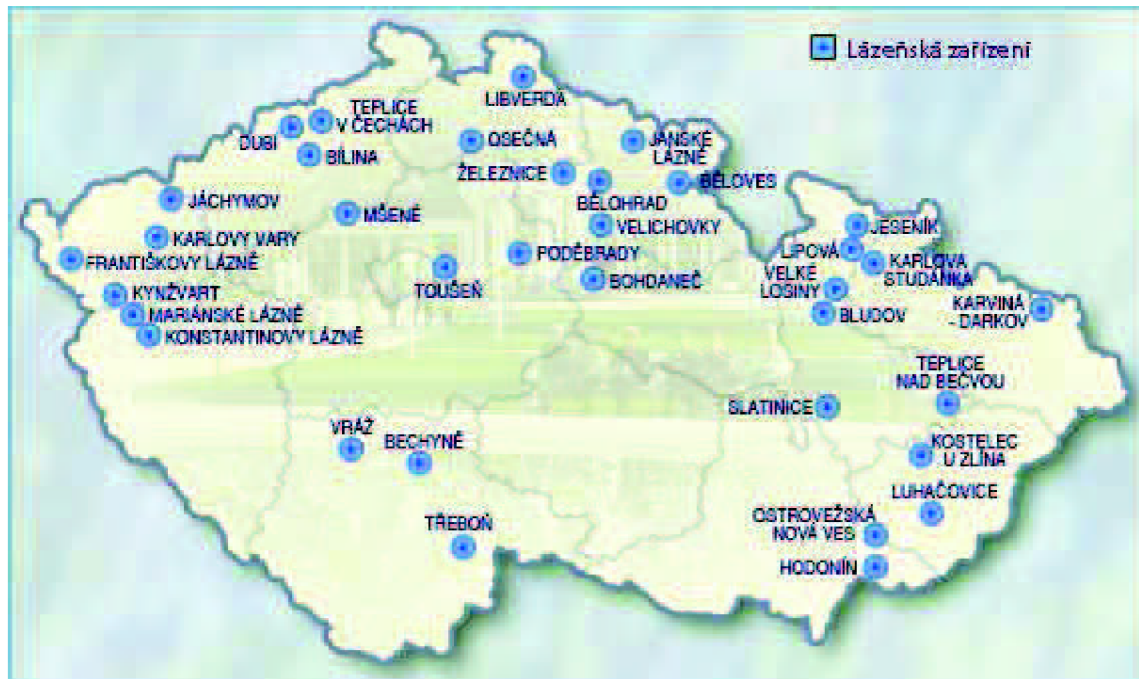 Lázeňská zařízení
LIBVERDA
TEPLICE
V ČECHÁCH
DUBI
BÍLINA
OSEČNÁ
JANSKÉ
LÁZNĚ
ŽELEZNICE
BĚLOHRAD
BĚLOVES
JÁCHYMOV
MŠENÉ
VELICHOVKY
KARLOVY VARY
FRANTIŠKOVY LÁZNĚ
PODĚBRADY
TOUŠEŇ
BOHDANEČ
JESENÍK
LIPOVÁ
KARLOVA
STUDÁNKA
VELKÉ
LOSINY
BLUDOV
KARVINÁ
- DARKOV
KYNŽVART
MARIÁNSKÉ LÁZNĚ
KONSTANTINOVY LÁZNĚ
TEPLICE
NAD BEČVOU
SLATINICE
VRÁŽ
BECHYNĚ
KOSTELEC
U ZLÍNA
LUHAČOVICE
TŘEBOŇ
OSTROVEŽSKÁ
NOVÁ VES
HODONÍN